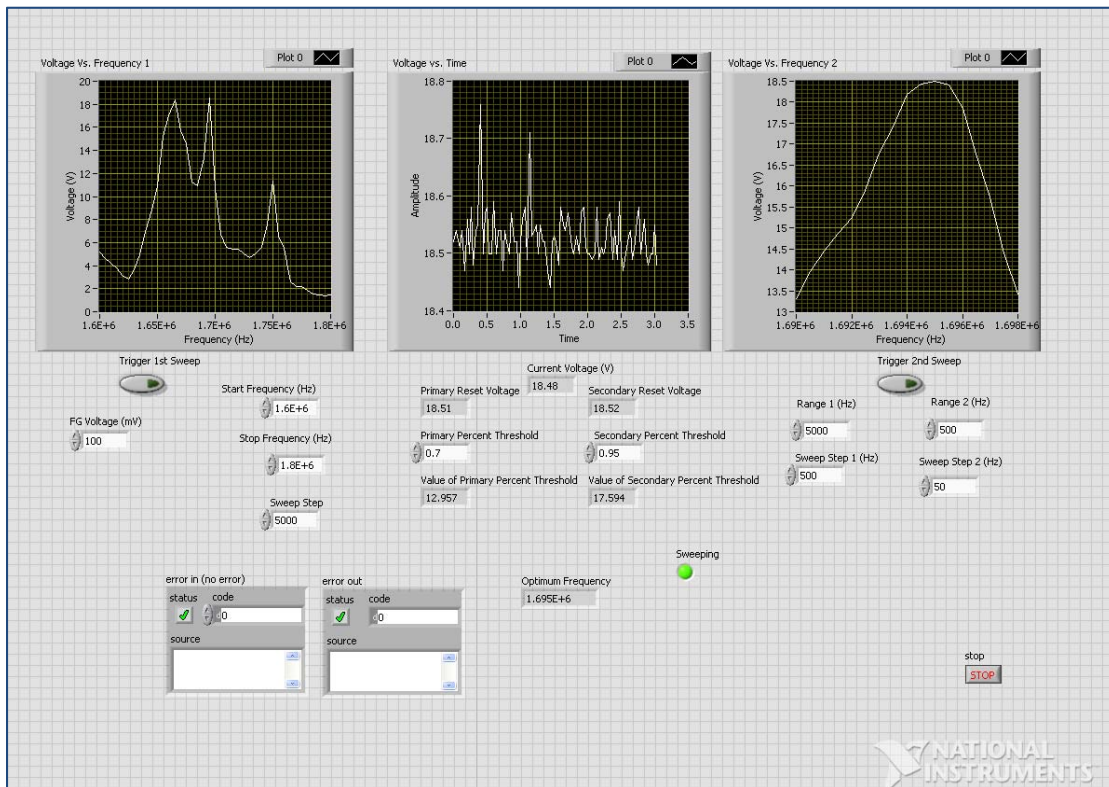 Voltage Vs. Frequency 1
Plot 0
Voltage (V)
20
18
16
14
12
10
8
6
4
2
0
1.6E+6 1.65E+6 1.7E+6 1.75E+6 1.8E+6
Frequency (Hz)
Voltage vs. Time
Plot 0
Amplitude
18.8
18.7
18.6
18.5
18.4
0.0 0.5 1.0 1.5 2.0 2.5 3.0 3.5
Time
Voltage Vs. Frequency 2
Plot 0
Voltage (V)
18.5
18
17.5
17
16.5
16
15.5
15
14.5
14
13.5
13
1.69E+6 1.692E+6 1.694E+6 1.696E+6 1.698E+6
Frequency (Hz)
Trigger 1st Sweep
FG Voltage (mV)
100
Start Frequency (Hz)
1.6E+6
Stop Frequency (Hz)
1.8E+6
Sweep Step
5000
Current Voltage (V)
18.48
Primary Reset Voltage
18.51
Secondary Reset Voltage
18.52
Primary Percent Threshold
0.7
Secondary Percent Threshold
0.95
Value of Primary Percent Threshold
12.957
Value of Secondary Percent Threshold
17.594
Trigger 2nd Sweep
Range 1 (Hz)
5000
Range 2 (Hz)
500
Sweep Step 1 (Hz)
500
Sweep Step 2 (Hz)
50
Sweeping
error in (no error)
status code
d0
source
error out
status code
d0
source
Optimum Frequency
1.695E+6
stop
STOP
NATIONAL
INSTRUMENTS